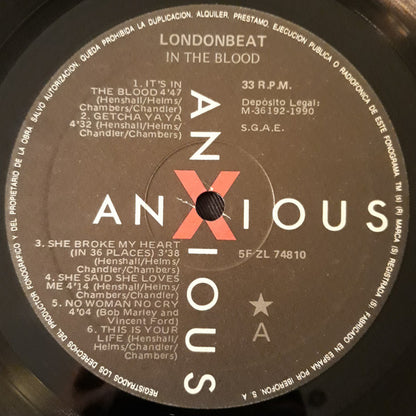 LONDONBEAT
IN THE BLOOD
1. IT'S IN
THE BLOOD 4'47
(Henshall/Helms/
Chambers/Chandler)
2. GETCHA YA YA
4'32 (Henshall/Helms/
Chandler/Chambers)
33 R.P.M.
Depósito Legal:
M-36192-1990
S.G.A.E.
ANXIOUS
ANXIOUS
3. SHE BROKE MY HEART
(IN 36 PLACES) 3'38
(Henshall/Helms/
Chandler/Chambers)
4. SHE SAID SHE LOVES
ME 4'14 (Henshall/Helms/
Chandler/Chambers)
5. NO WOMAN NO CRY
4'04 (Bob Marley and
Vincent Ford)
6. THIS IS YOUR
LIFE (Henshall/
Helms/Chandler/
Chambers)
5F ZL 74810
A
REGISTRADOS LOS DERECHOS DEL PRODUCTOR FONOGRAFICO Y DEL PROPIETARIO DE LA OBRA. SALVO AUTORIZACION, QUEDA PROHIBIDA LA DUPLICACION, ALQUILER, PRESTAMO, EJECUCION PUBLICA O RADIOFONICA DE ESTE FONOGRAMA TM (s) (R) MARCA (S) REGISTRADA (S) FABRICADO EN ESPAÑA POR IBEROFON, S. A.